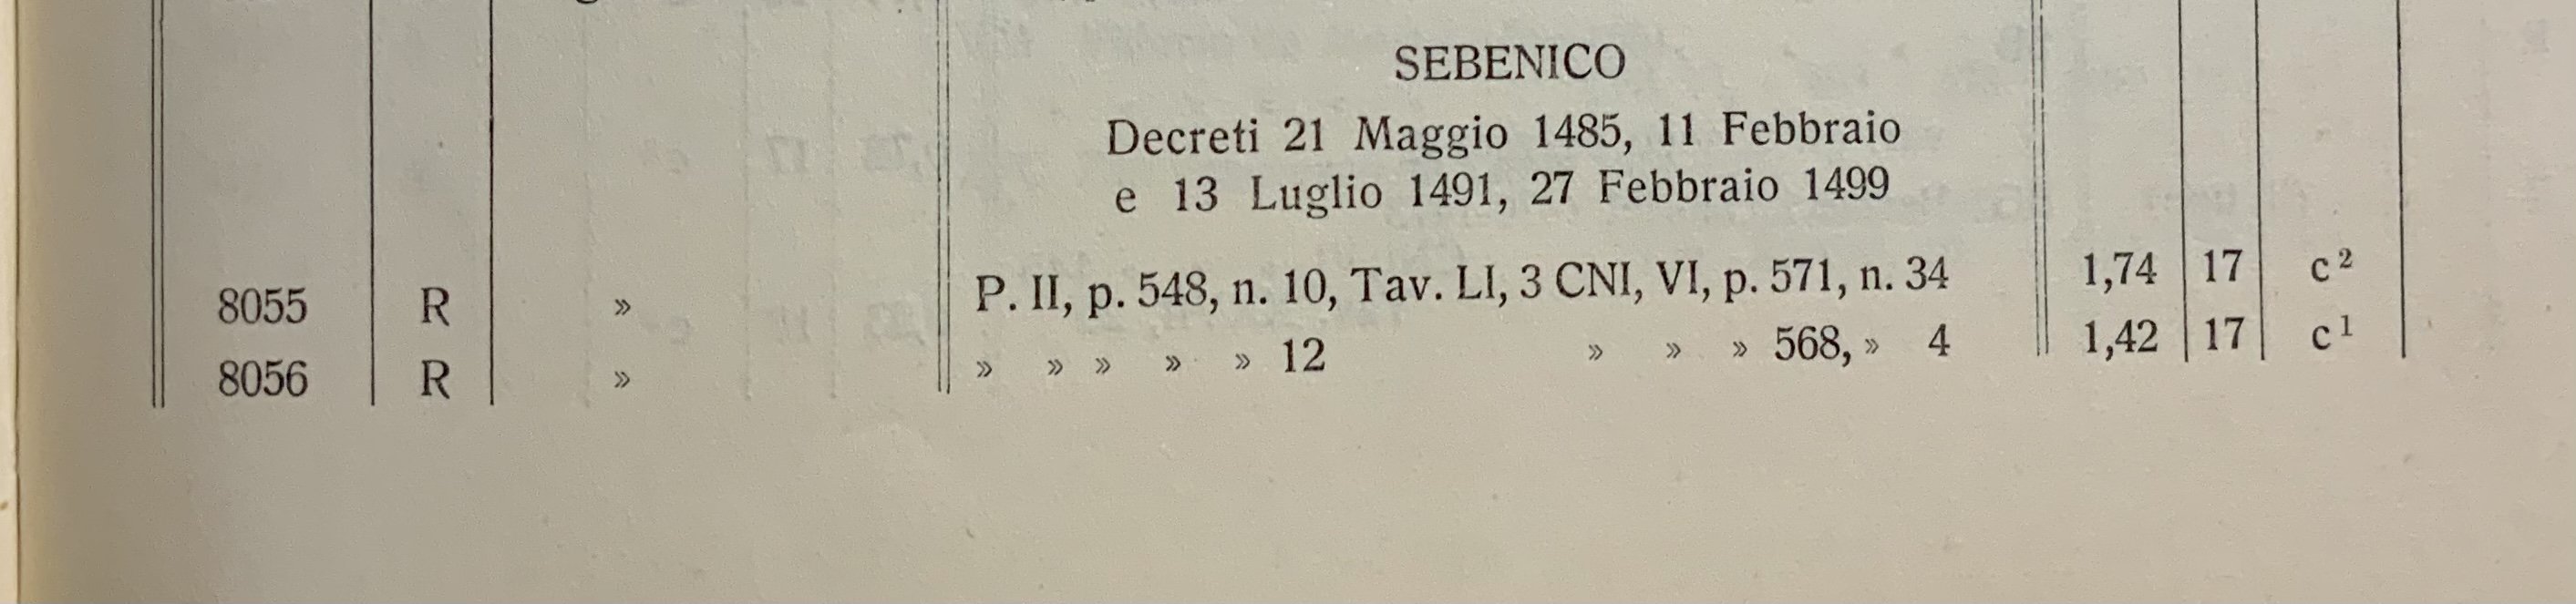 SEBENICO
Decreti 21 Maggio 1485, 11 Febbraio
e 13 Luglio 1491, 27 Febbraio 1499
8055 R » P. II, p. 548, n. 10, Tav. LI, 3 CNI, VI, p. 571, n. 34 1,74 17 c²
8056 R » » » » » » 12 » » » 568, » 4 1,42 17 c¹